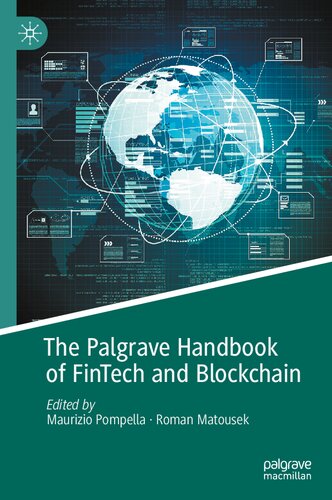 The Palgrave Handbook
of FinTech and Blockchain
Edited by
Maurizio Pompella · Roman Matousek
palgrave
macmillan